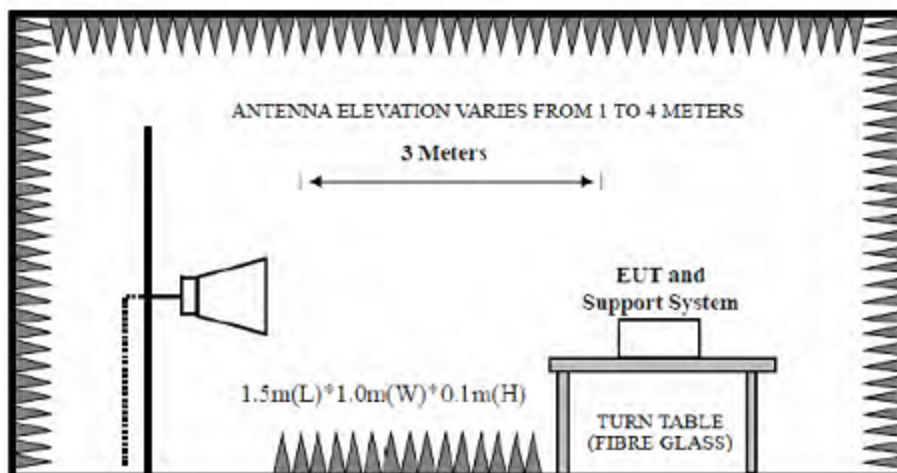 ANTENNA ELEVATION VARIES FROM 1 TO 4 METERS
3 Meters
EUT and
Support System
1.5m(L)*1.0m(W)*0.1m(H)
TURN TABLE
(FIBRE GLASS)